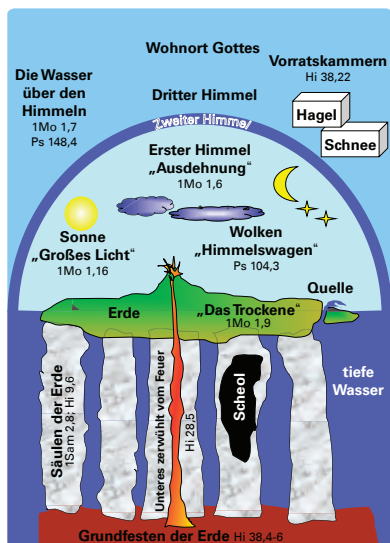 Wohnort Gottes
Die Wasser
über den
Himmeln
1Mo 1,7
Ps 148,4
Vorratskammern
Hi 38,22
Dritter Himmel
Hagel
Schnee
Zweiter Himmel
Erster Himmel
„Ausdehnung“
1Mo 1,6
Sonne
„Großes Licht“
1Mo 1,16
Wolken
„Himmelswagen“
Ps 104,3
Quelle
Erde
„Das Trockene“
1Mo 1,9
Säulen der Erde
1Sam 2,8; Hi 9,6
Unteres zerwühlt vom Feuer
Hi 28,5
Scheol
tiefe
Wasser
Grundfesten der Erde Hi 38,4-6